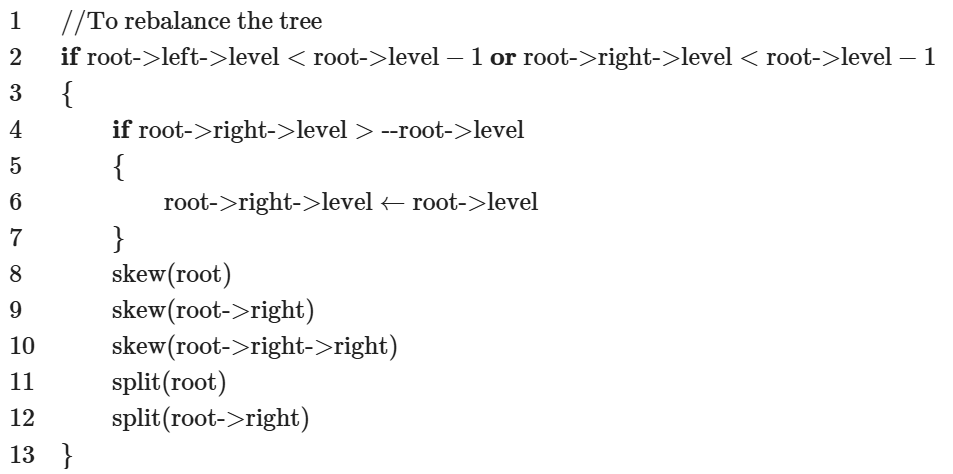 1 //To rebalance the tree
2 if root->left->level < root->level − 1 or root->right->level < root->level − 1
3 {
4 if root->right->level > --root->level
5 {
6 root->right->level ← root->level
7 }
8 skew(root)
9 skew(root->right)
10 skew(root->right->right)
11 split(root)
12 split(root->right)
13 }